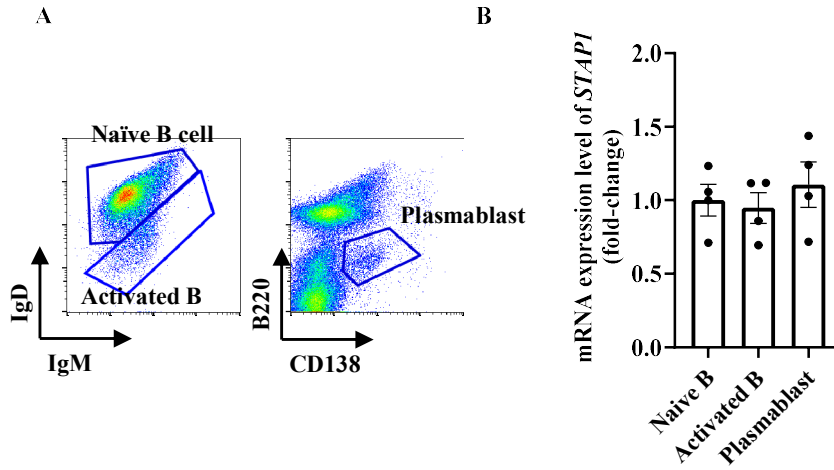 A
Naïve B cell
Activated B
IgD
IgM
Plasmablast
B220
CD138
B
mRNA expression level of STAP1
(fold-change)
2.0
1.5
1.0
0.5
0.0
Naive B
Activated B
Plasmablast